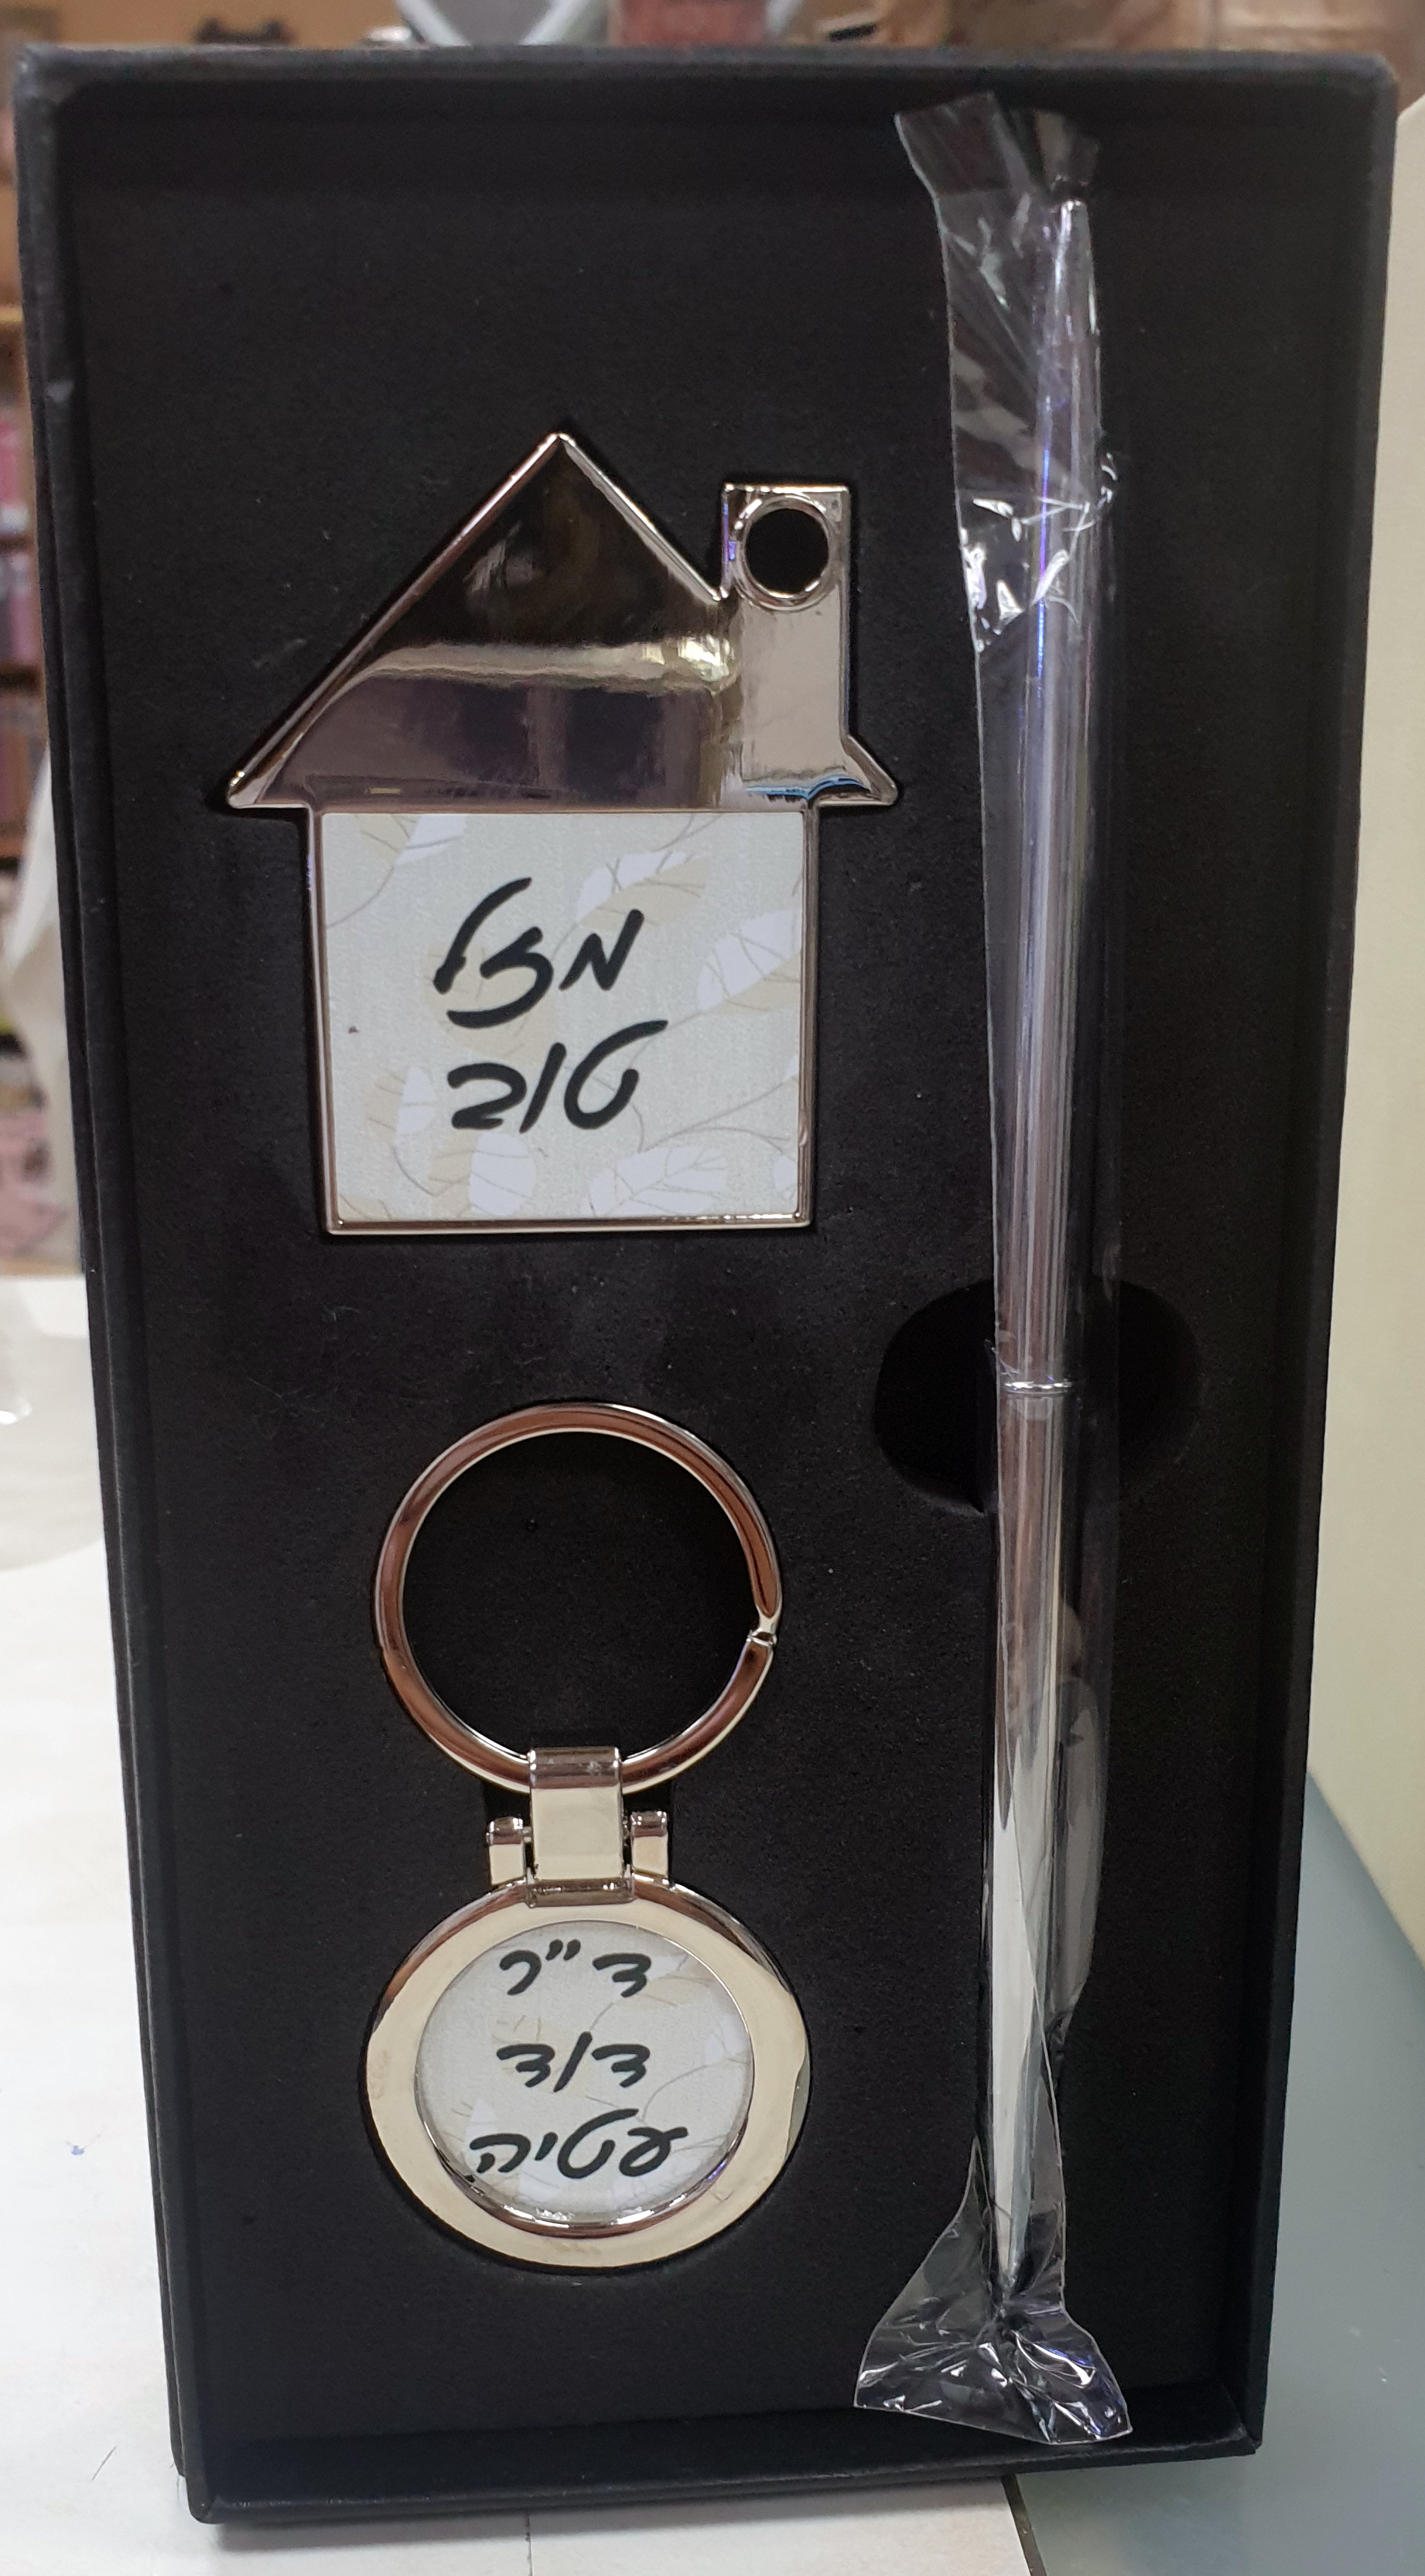 מזל
טוב
ד"ר
דוד
עטיה